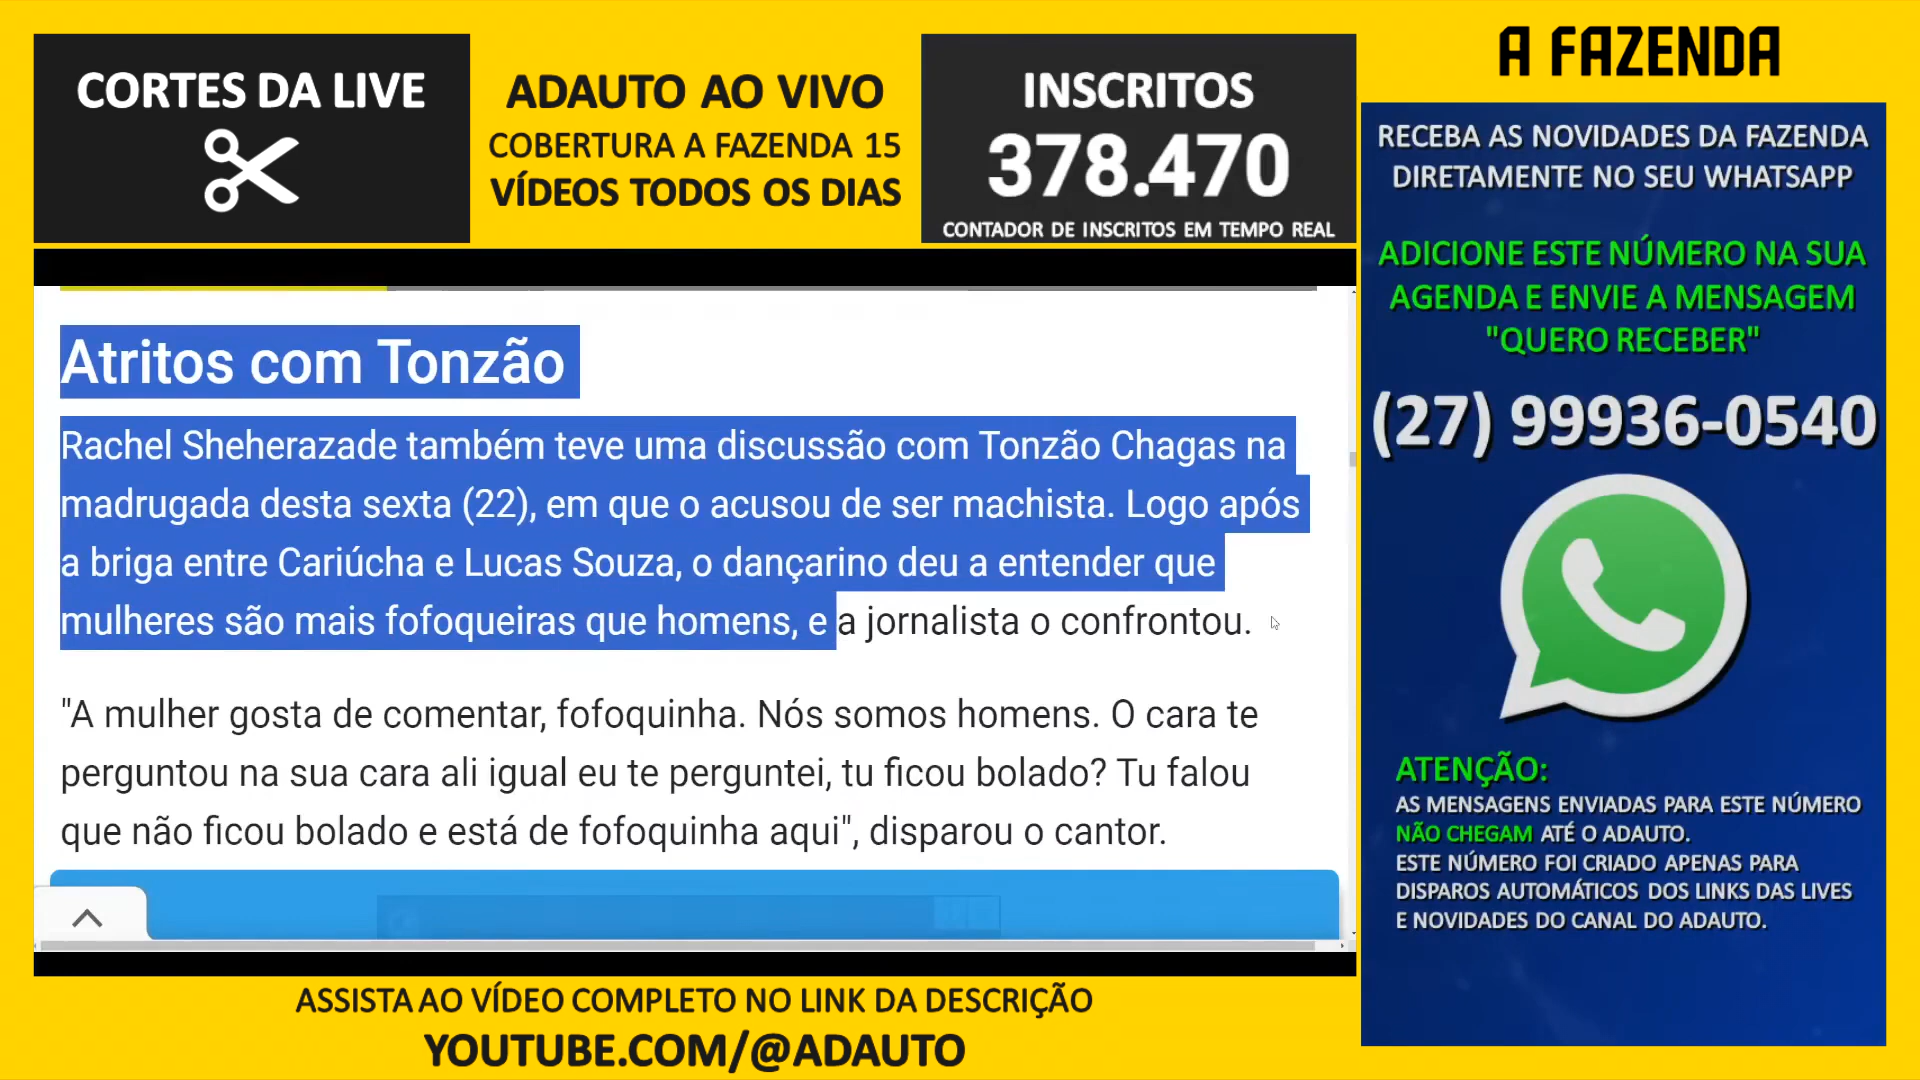 CORTES DA LIVE
ADAUTO AO VIVO
COBERTURA A FAZENDA 15
VÍDEOS TODOS OS DIAS
INSCRITOS
378.470
CONTADOR DE INSCRITOS EM TEMPO REAL
A FAZENDA
RECEBA AS NOVIDADES DA FAZENDA
DIRETAMENTE NO SEU WHATSAPP
ADICIONE ESTE NÚMERO NA SUA
AGENDA E ENVIE A MENSAGEM
"QUERO RECEBER"
(27) 99936-0540
ATENÇÃO:
AS MENSAGENS ENVIADAS PARA ESTE NÚMERO
NÃO CHEGAM ATÉ O ADAUTO.
ESTE NÚMERO FOI CRIADO APENAS PARA
DISPAROS AUTOMÁTICOS DOS LINKS DAS LIVES
E NOVIDADES DO CANAL DO ADAUTO.
Atritos com Tonzão
Rachel Sheherazade também teve uma discussão com Tonzão Chagas na
madrugada desta sexta (22), em que o acusou de ser machista. Logo após
a briga entre Cariúcha e Lucas Souza, o dançarino deu a entender que
mulheres são mais fofoqueiras que homens, e a jornalista o confrontou.
"A mulher gosta de comentar, fofoquinha. Nós somos homens. O cara te
perguntou na sua cara ali igual eu te perguntei, tu ficou bolado? Tu falou
que não ficou bolado e está de fofoquinha aqui", disparou o cantor.
ASSISTA AO VÍDEO COMPLETO NO LINK DA DESCRIÇÃO
YOUTUBE.COM/@ADAUTO